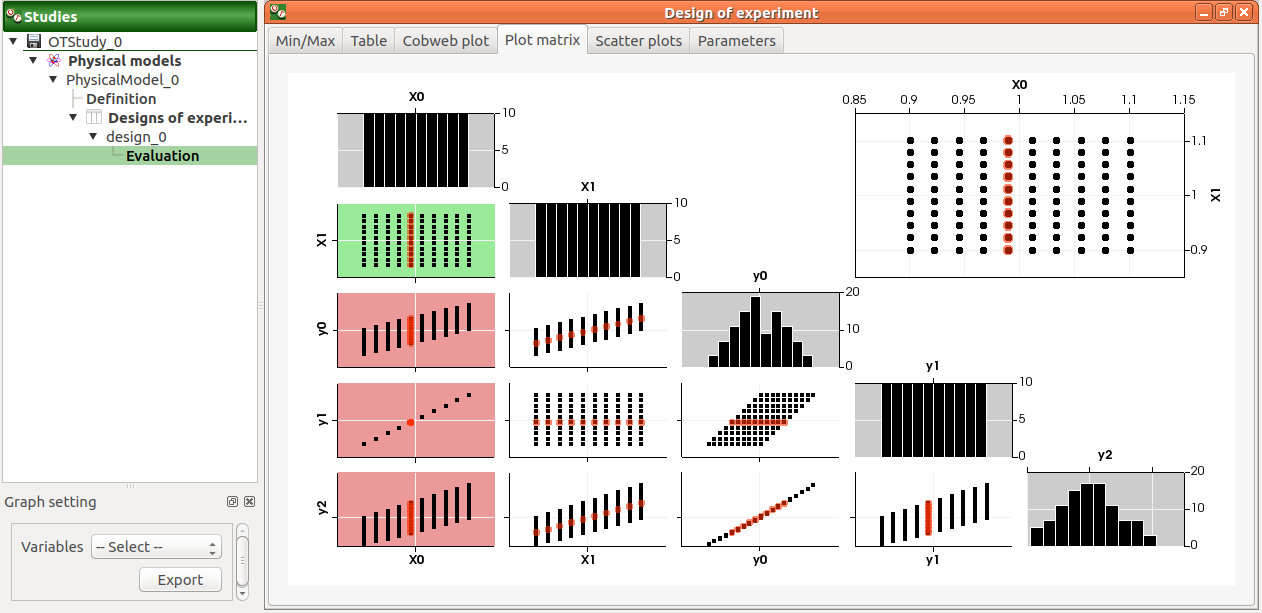 Studies
OTStudy_0
Physical models
PhysicalModel_0
Definition
Designs of experi...
design_0
Evaluation
Graph setting
Variables
-- Select --
Export
Design of experiment
Min/Max Table Cobweb plot Plot matrix Scatter plots Parameters
X0
10
5
0
X1
X1
10
5
0
y0
y0
20
10
0
y1
y1
10
5
0
y2
y2
20
10
0
X0 X1 y0 y1
X0
0.85 0.9 0.95 1 1.05 1.1 1.15
1.1
1
0.9
X1